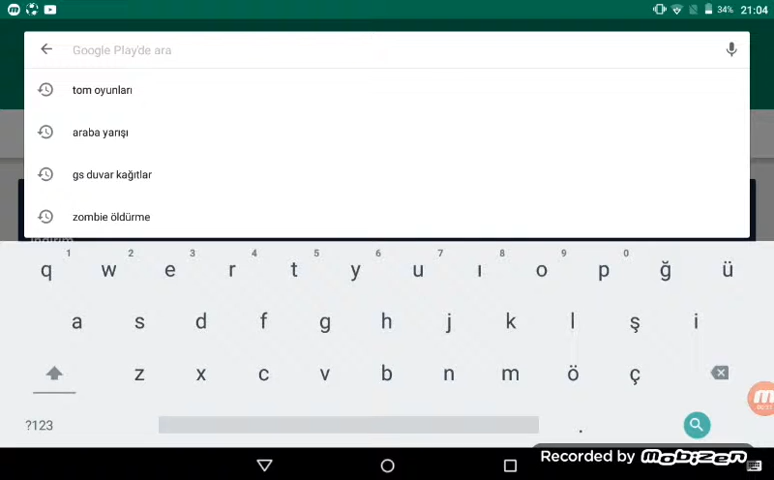 34% 21:04
Google Play'de ara
tom oyunları
araba yarışı
gs duvar kağıtlar
zombie öldürme
indirim
1 2 3 4 5 6 7 8 9 0
q w e r t y u ı o p ğ ü
a s d f g h j k l ş i
z x c v b n m ö ç
?123 .
Recorded by mobizen